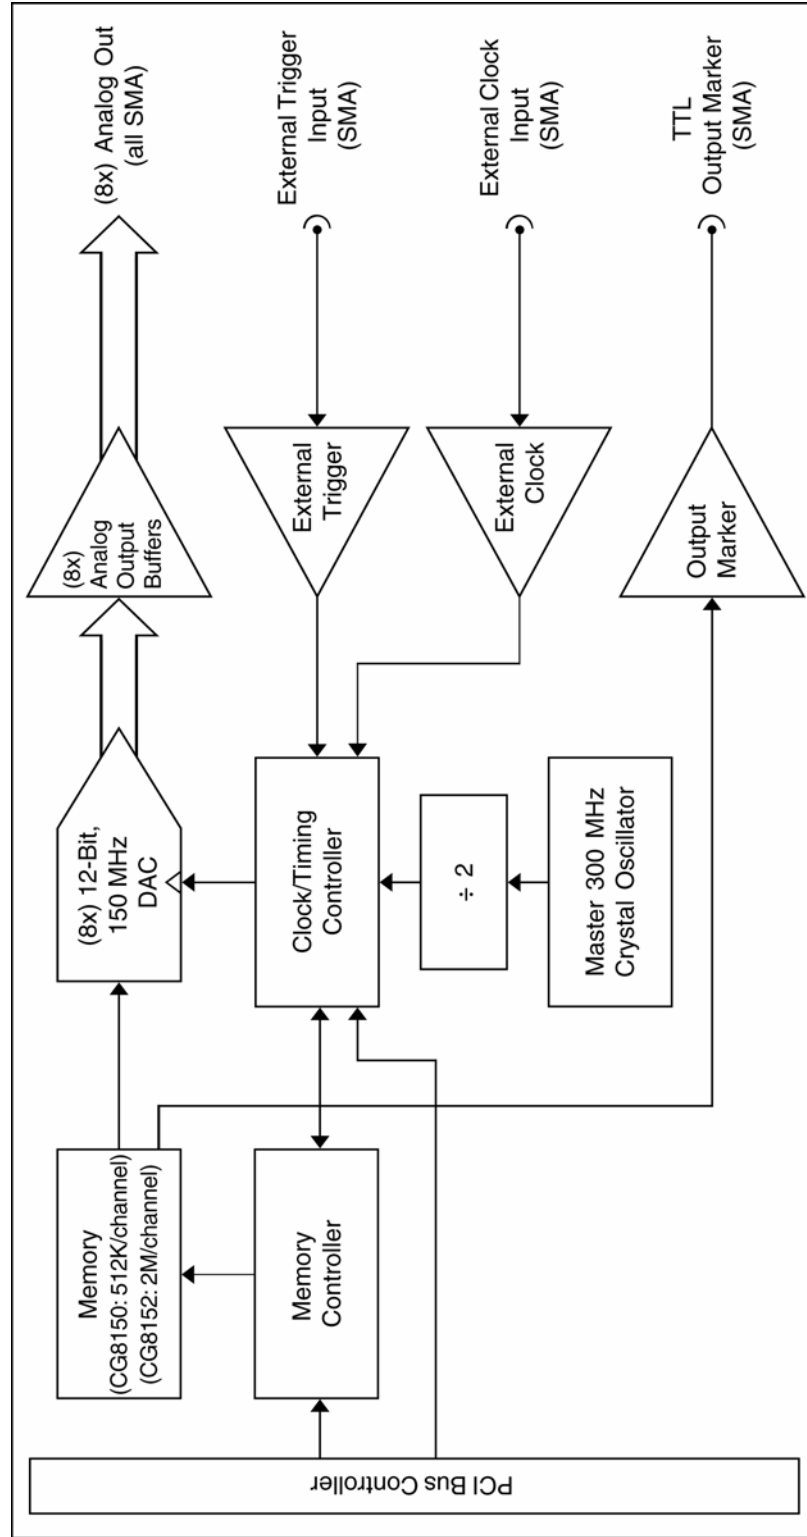 (8x) Analog Out
(all SMA)
External Trigger
Input
(SMA)
External Clock
Input
(SMA)
TTL
Output Marker
(SMA)
(8x)
Analog
Output
Buffers
External
Trigger
External
Clock
Output
Marker
(8x) 12-Bit,
150 MHz
DAC
Clock/Timing
Controller
÷ 2
Master 300 MHz
Crystal Oscillator
Memory
(CG8150: 512K/channel)
(CG8152: 2M/channel)
Memory
Controller
PCI Bus Controller